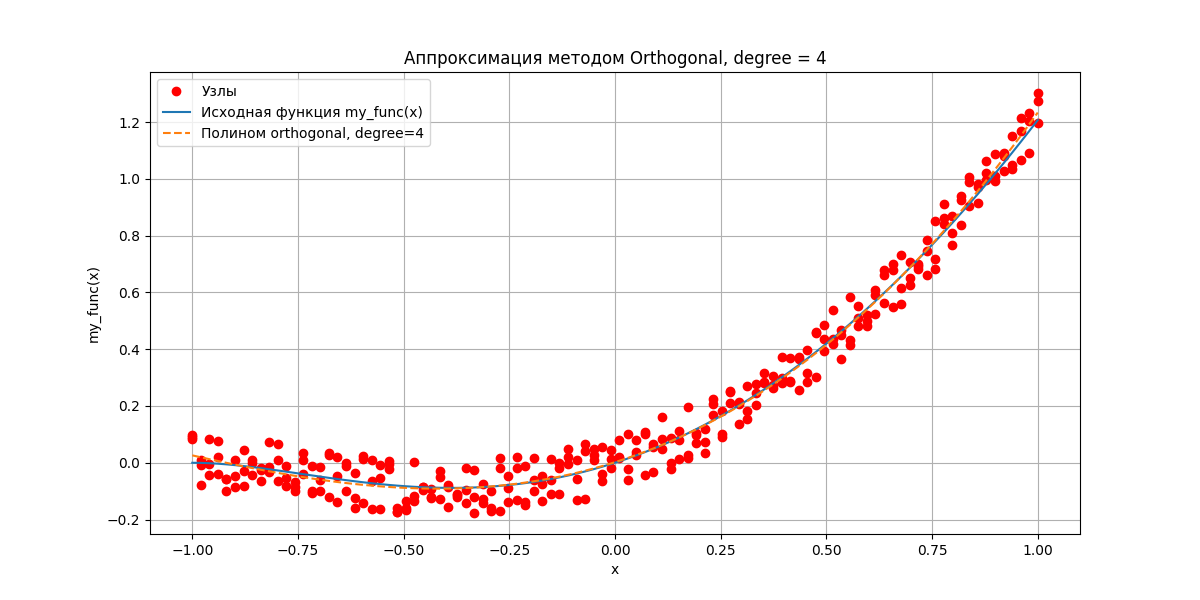 Аппроксимация методом Orthogonal, degree = 4
Узлы
Исходная функция my_func(x)
Полином orthogonal, degree=4
my_func(x)
1.2
1.0
0.8
0.6
0.4
0.2
0.0
−0.2
−1.00 −0.75 −0.50 −0.25 0.00 0.25 0.50 0.75 1.00
x